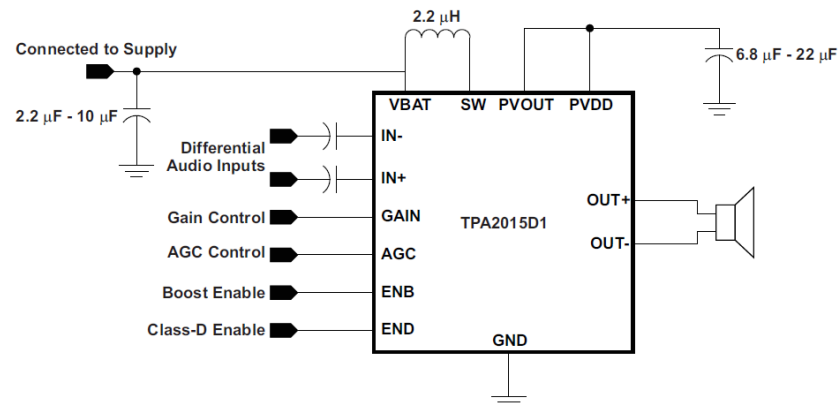 2.2 μH
Connected to Supply
6.8 μF - 22 μF
2.2 μF - 10 μF
VBAT
SW
PVOUT
PVDD
Differential
Audio Inputs
IN-
IN+
Gain Control
GAIN
TPA2015D1
OUT+
OUT-
AGC Control
AGC
Boost Enable
ENB
Class-D Enable
END
GND